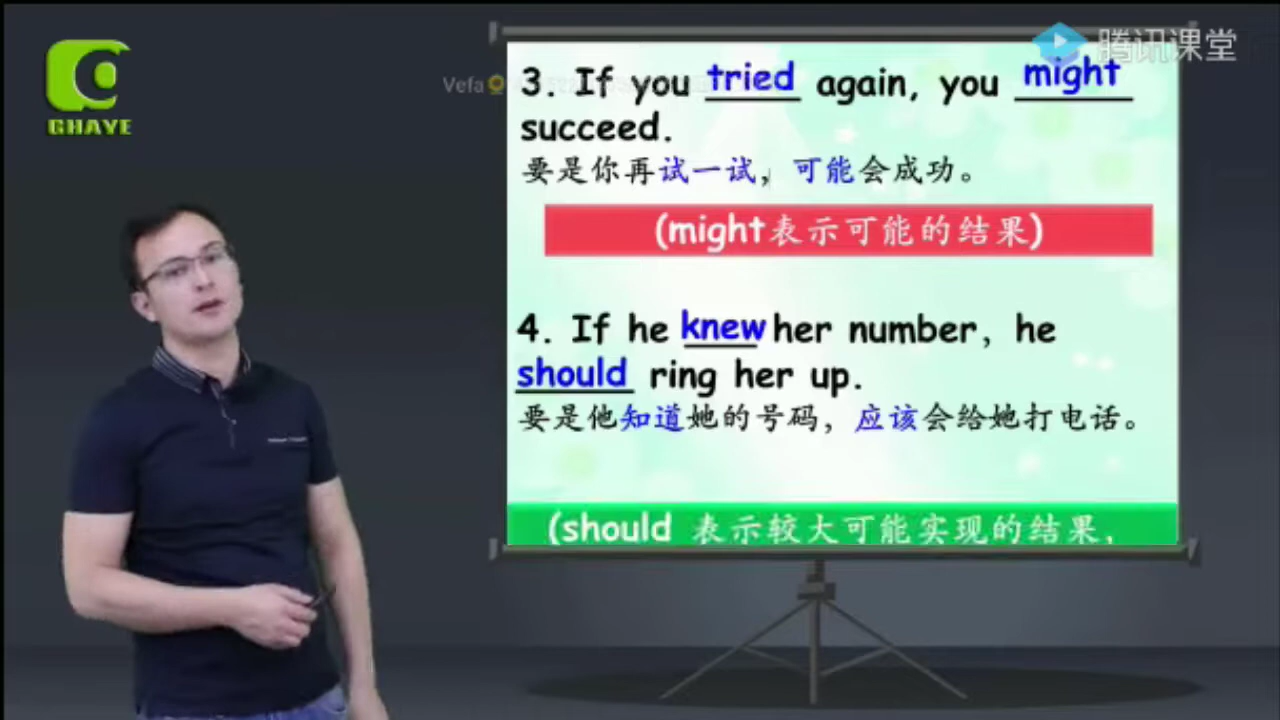 GHAYE
腾讯课堂
Vefa
3. If you tried again, you might
succeed.
要是你再试一试，可能会成功。
(might表示可能的结果)
4. If he knew her number, he
should ring her up.
要是他知道她的号码，应该会给她打电话。
(should 表示较大可能实现的结果，